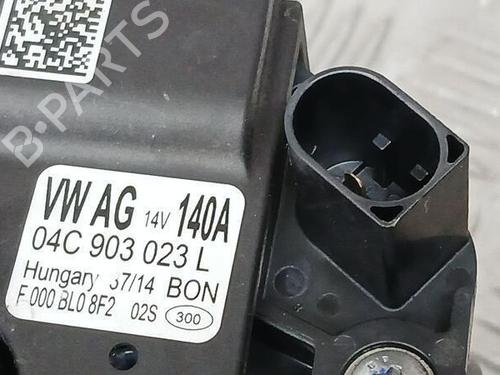 B-PARTS
VW AG 14V 140A
04C 903 023 L
Hungary 37/14 BON
F 000 BL0 8F2 02S 300